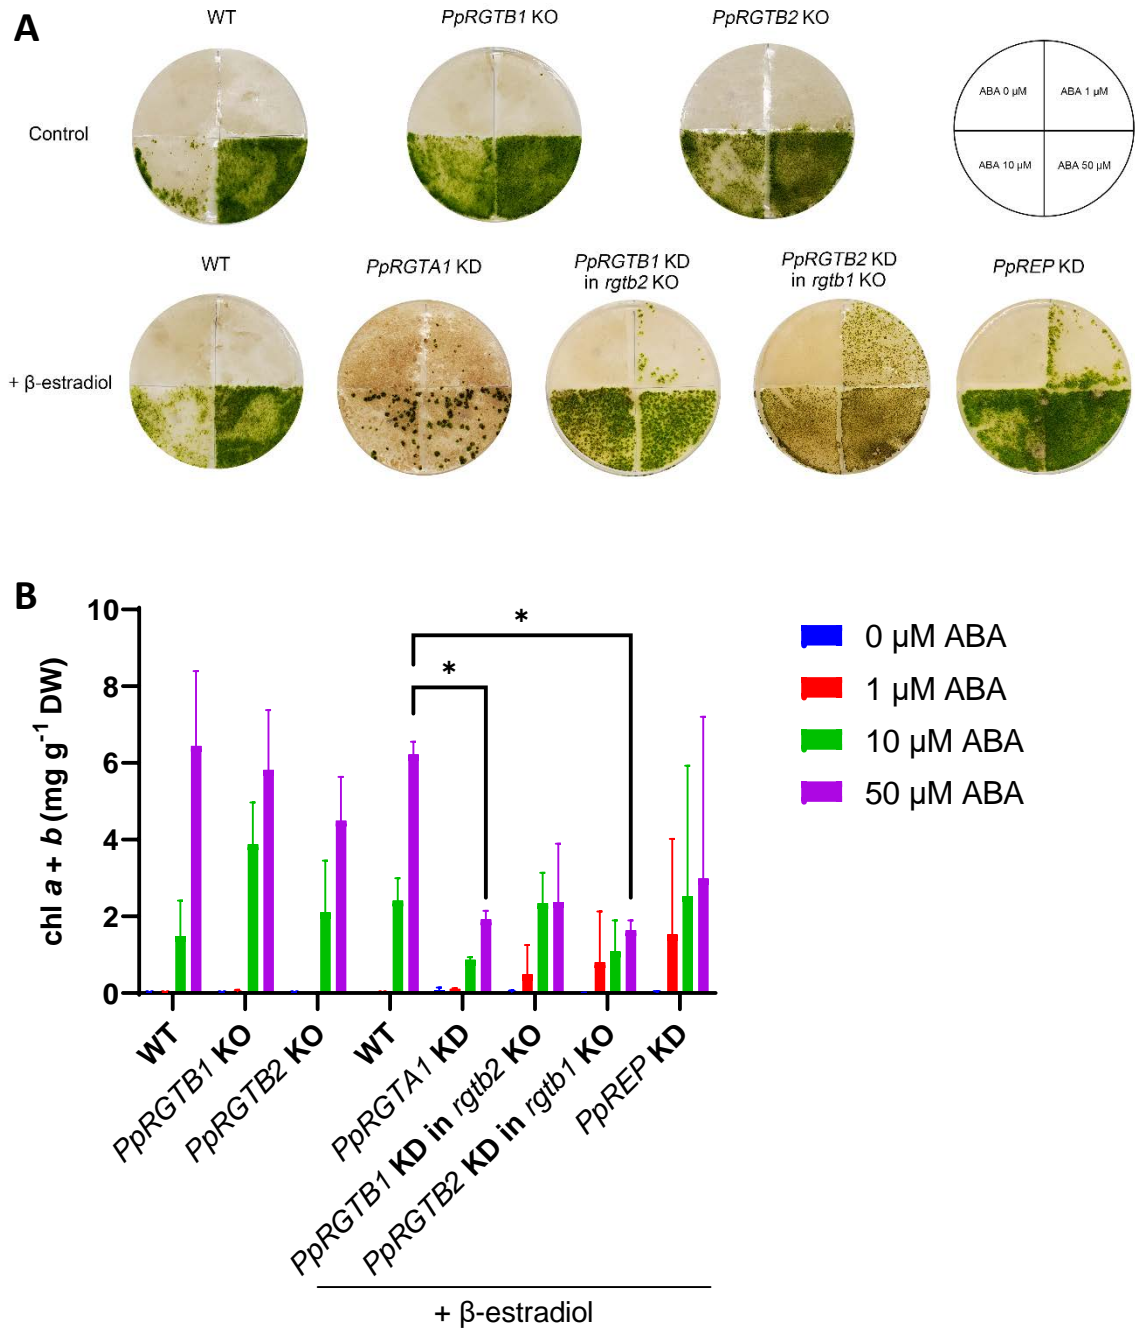 A
WT
PpRGTB1 KO
PpRGTB2 KO
Control
ABA 0 µM
ABA 1 µM
ABA 10 µM
ABA 50 µM
WT
PpRGTA1 KD
PpRGTB1 KD
in rgtb2 KO
PpRGTB2 KD
in rgtb1 KO
PpREP KD
+ β-estradiol
B
chl a + b (mg g⁻¹ DW)
10
8
6
4
2
0
*
*
0 µM ABA
1 µM ABA
10 µM ABA
50 µM ABA
WT
PpRGTB1 KO
PpRGTB2 KO
WT
PpRGTA1 KD
PpRGTB1 KD in rgtb2 KO
PpRGTB2 KD in rgtb1 KO
PpREP KD
+ β-estradiol